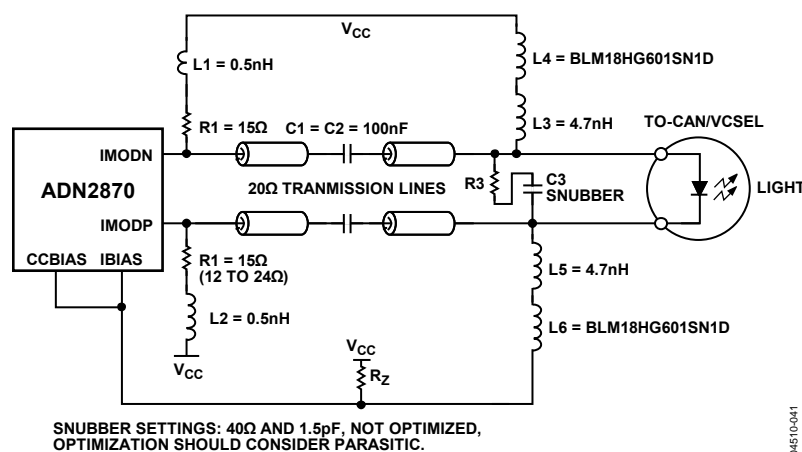 VCC
L1 = 0.5nH
L4 = BLM18HG601SN1D
R1 = 15Ω
C1 = C2 = 100nF
L3 = 4.7nH
TO-CAN/VCSEL
IMODN
ADN2870
20Ω TRANMISSION LINES
R3
C3
SNUBBER
LIGHT
IMODP
CCBIAS
IBIAS
R1 = 15Ω
(12 TO 24Ω)
L5 = 4.7nH
L2 = 0.5nH
L6 = BLM18HG601SN1D
VCC
VCC
RZ
SNUBBER SETTINGS: 40Ω AND 1.5pF, NOT OPTIMIZED,
OPTIMIZATION SHOULD CONSIDER PARASITIC.
04510-041